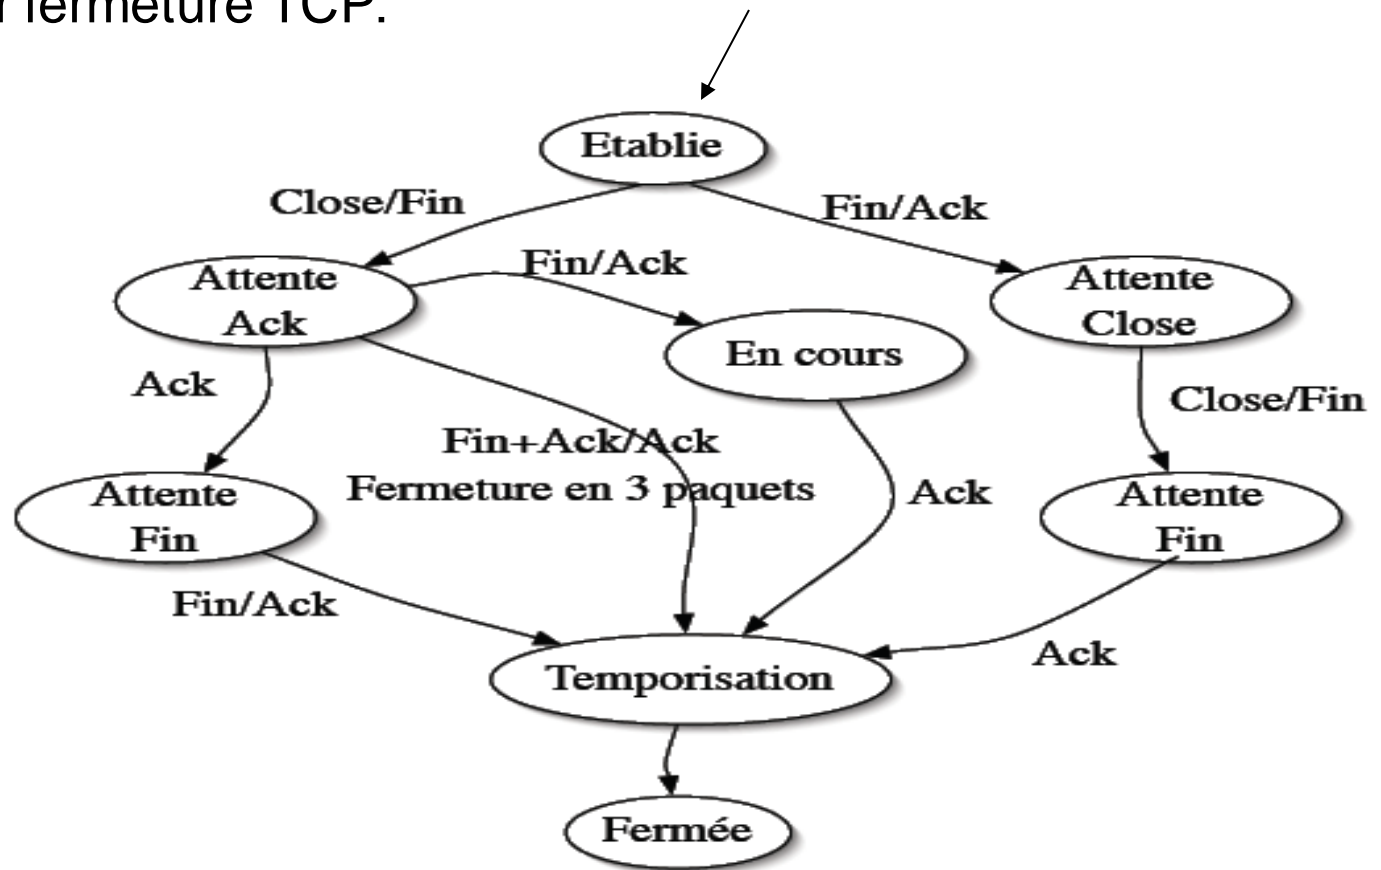 fermeture TCP.
Etablie
Close/Fin
Fin/Ack
Attente
Ack
Fin/Ack
Attente
Close
En cours
Ack
Close/Fin
Fin+Ack/Ack
Fermeture en 3 paquets
Ack
Attente
Fin
Attente
Fin
Fin/Ack
Ack
Temporisation
Fermée